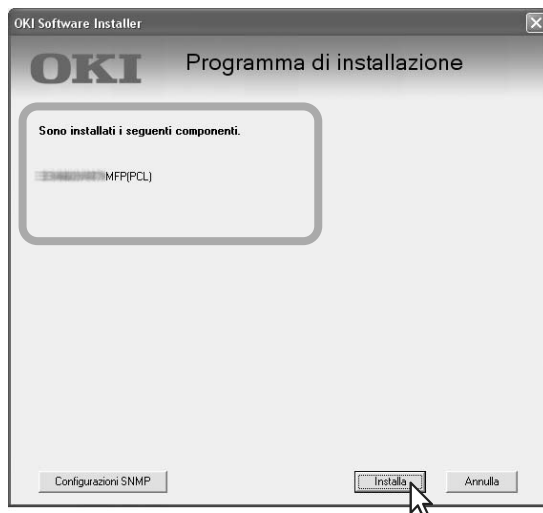 OKI Software Installer
OKI
Programma di installazione
Sono installati i seguenti componenti.
MFP(PCL)
Configurazioni SNMP
Installa
Annulla